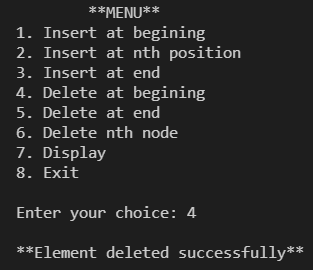 **MENU**
1. Insert at begining
2. Insert at nth position
3. Insert at end
4. Delete at begining
5. Delete at end
6. Delete nth node
7. Display
8. Exit
Enter your choice: 4
**Element deleted successfully**